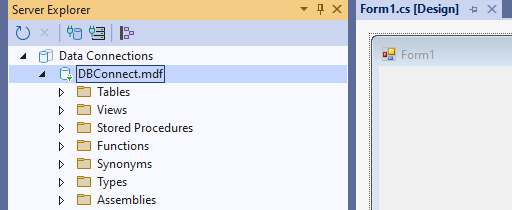 Server Explorer
Data Connections
DBConnect.mdf
Tables
Views
Stored Procedures
Functions
Synonyms
Types
Assemblies
Form1.cs [Design]
Form1